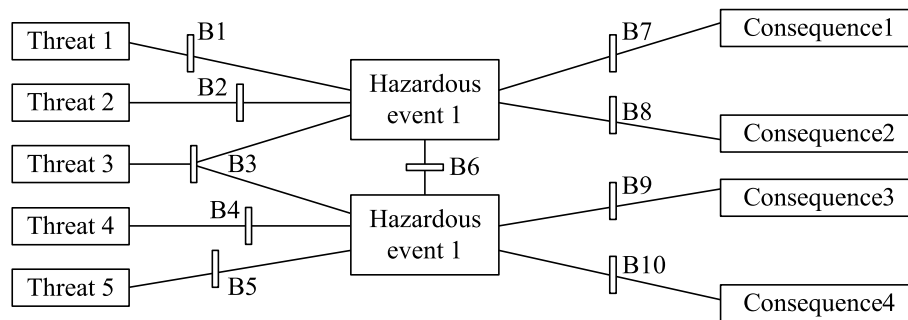 Threat 1
B1
B7
Consequence1
Threat 2
B2
Hazardous
event 1
B8
Consequence2
Threat 3
B3
B6
B9
Consequence3
Threat 4
B4
Hazardous
event 1
Threat 5
B5
B10
Consequence4